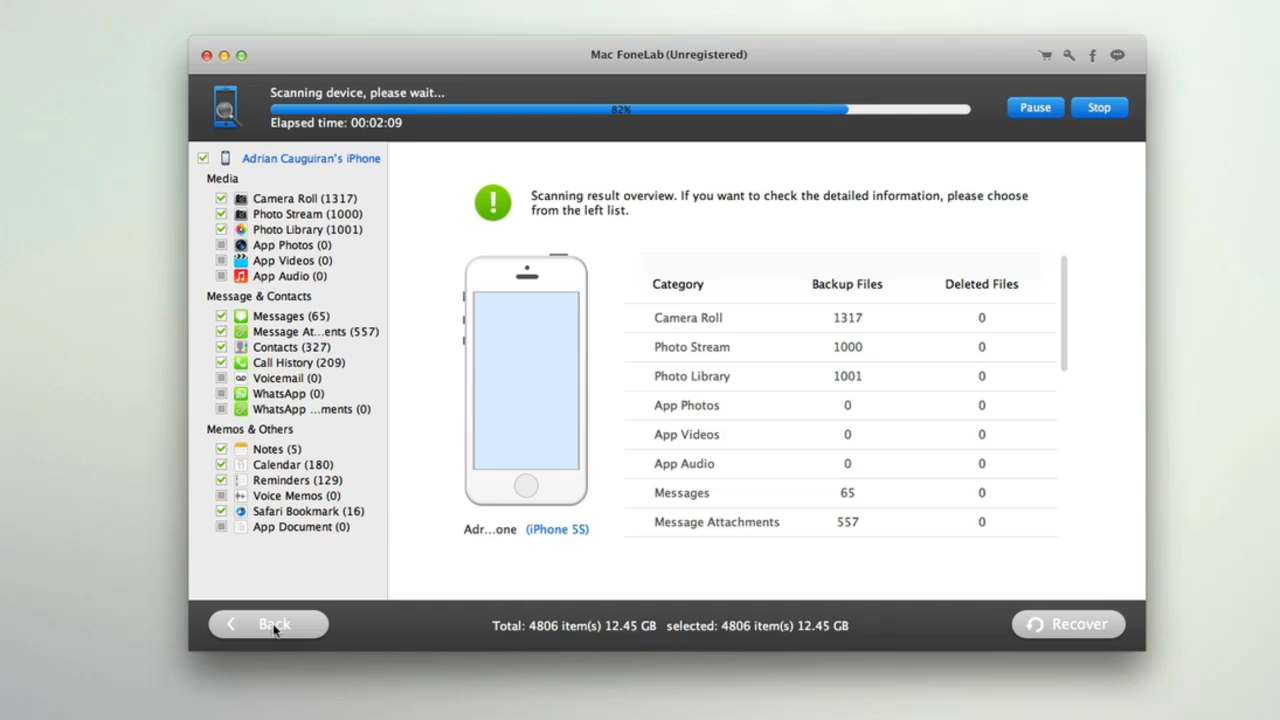 Mac FoneLab (Unregistered)
Scanning device, please wait...
82%
Elapsed time: 00:02:09
Pause
Stop
Adrian Cauguiran's iPhone
Media
Camera Roll (1317)
Photo Stream (1000)
Photo Library (1001)
App Photos (0)
App Videos (0)
App Audio (0)
Message & Contacts
Messages (65)
Message At...ents (557)
Contacts (327)
Call History (209)
Voicemail (0)
WhatsApp (0)
WhatsApp ...ments (0)
Memos & Others
Notes (5)
Calendar (180)
Reminders (129)
Voice Memos (0)
Safari Bookmark (16)
App Document (0)
Scanning result overview. If you want to check the detailed information, please choose
from the left list.
Adr...one (iPhone 5S)
Category Backup Files Deleted Files
Camera Roll 1317 0
Photo Stream 1000 0
Photo Library 1001 0
App Photos 0 0
App Videos 0 0
App Audio 0 0
Messages 65 0
Message Attachments 557 0
Back
Total: 4806 item(s) 12.45 GB selected: 4806 item(s) 12.45 GB
Recover